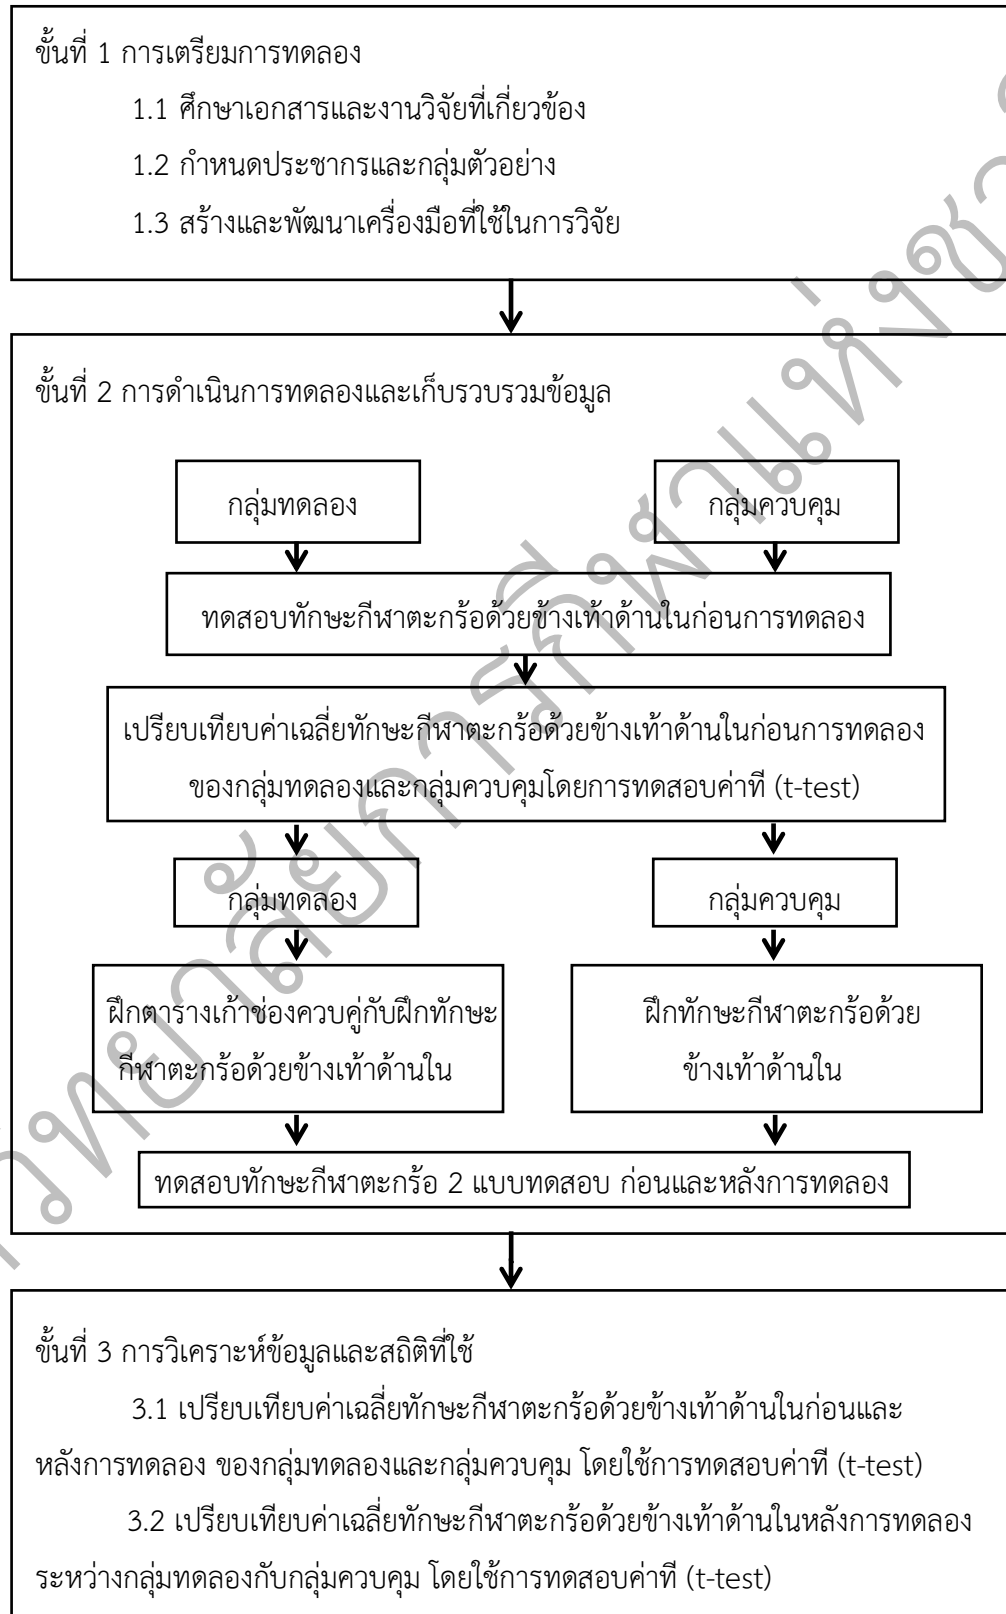 ขั้นที่ 1 การเตรียมการทดลอง
1.1 ศึกษาเอกสารและงานวิจัยที่เกี่ยวข้อง
1.2 กำหนดประชากรและกลุ่มตัวอย่าง
1.3 สร้างและพัฒนาเครื่องมือที่ใช้ในการวิจัย
ขั้นที่ 2 การดำเนินการทดลองและเก็บรวบรวมข้อมูล
กลุ่มทดลอง
กลุ่มควบคุม
ทดสอบทักษะกีฬาตะกร้อด้วยข้างเท้าด้านในก่อนการทดลอง
เปรียบเทียบค่าเฉลี่ยทักษะกีฬาตะกร้อด้วยข้างเท้าด้านในก่อนการทดลอง
ของกลุ่มทดลองและกลุ่มควบคุมโดยการทดสอบค่าที (t-test)
กลุ่มทดลอง
กลุ่มควบคุม
ฝึกตารางเก้าช่องควบคู่กับฝึกทักษะ
กีฬาตะกร้อด้วยข้างเท้าด้านใน
ฝึกทักษะกีฬาตะกร้อด้วย
ข้างเท้าด้านใน
ทดสอบทักษะกีฬาตะกร้อ 2 แบบทดสอบ ก่อนและหลังการทดลอง
ขั้นที่ 3 การวิเคราะห์ข้อมูลและสถิติที่ใช้
3.1 เปรียบเทียบค่าเฉลี่ยทักษะกีฬาตะกร้อด้วยข้างเท้าด้านในก่อนและ
หลังการทดลอง ของกลุ่มทดลองและกลุ่มควบคุม โดยใช้การทดสอบค่าที (t-test)
3.2 เปรียบเทียบค่าเฉลี่ยทักษะกีฬาตะกร้อด้วยข้างเท้าด้านในหลังการทดลอง
ระหว่างกลุ่มทดลองกับกลุ่มควบคุม โดยใช้การทดสอบค่าที (t-test)
วิทยาลัยการกีฬาแห่งชา